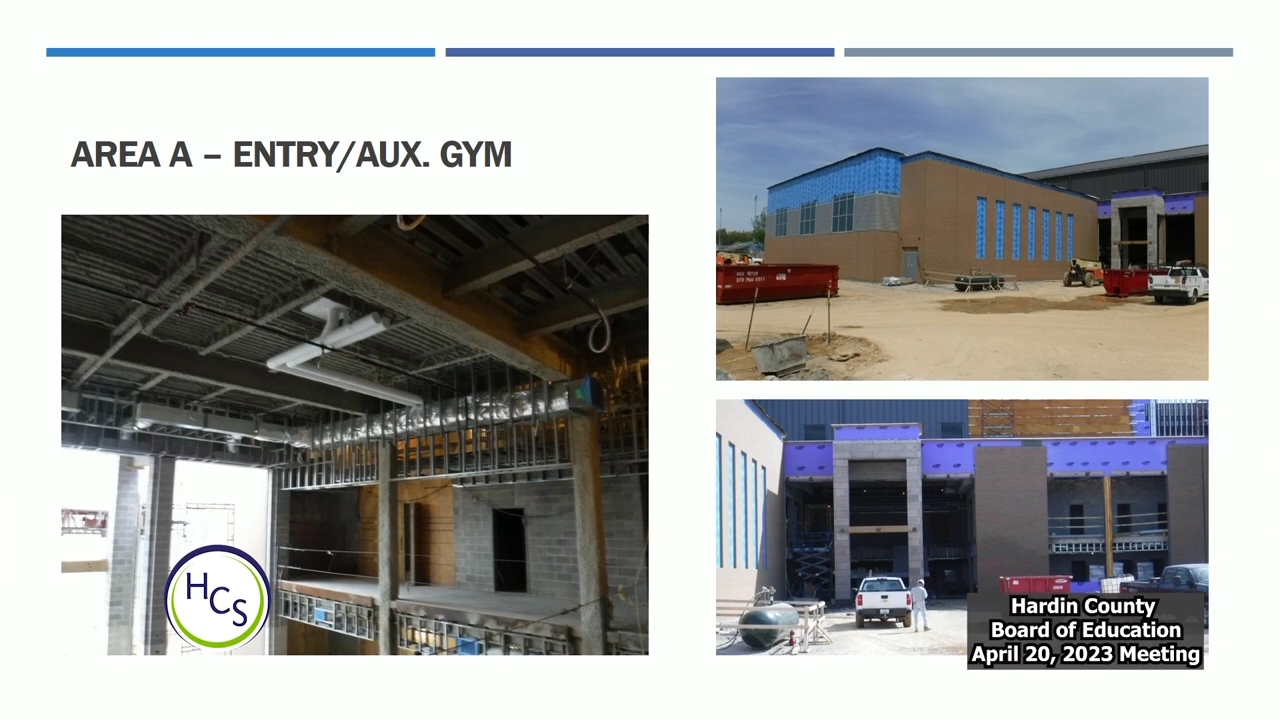 AREA A – ENTRY/AUX. GYM
HCS
Hardin County
Board of Education
April 20, 2023 Meeting